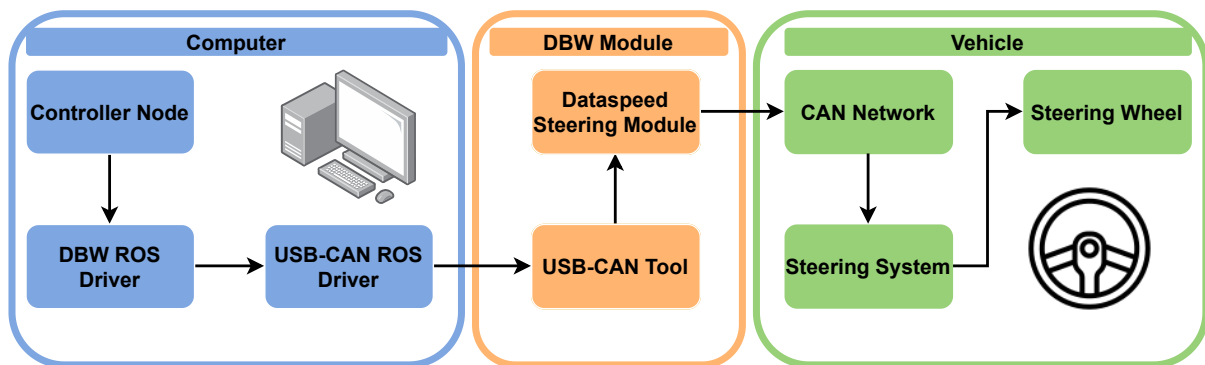 Computer
Controller Node
DBW ROS
Driver
USB-CAN ROS
Driver
DBW Module
Dataspeed
Steering Module
USB-CAN Tool
Vehicle
CAN Network
Steering Wheel
Steering System